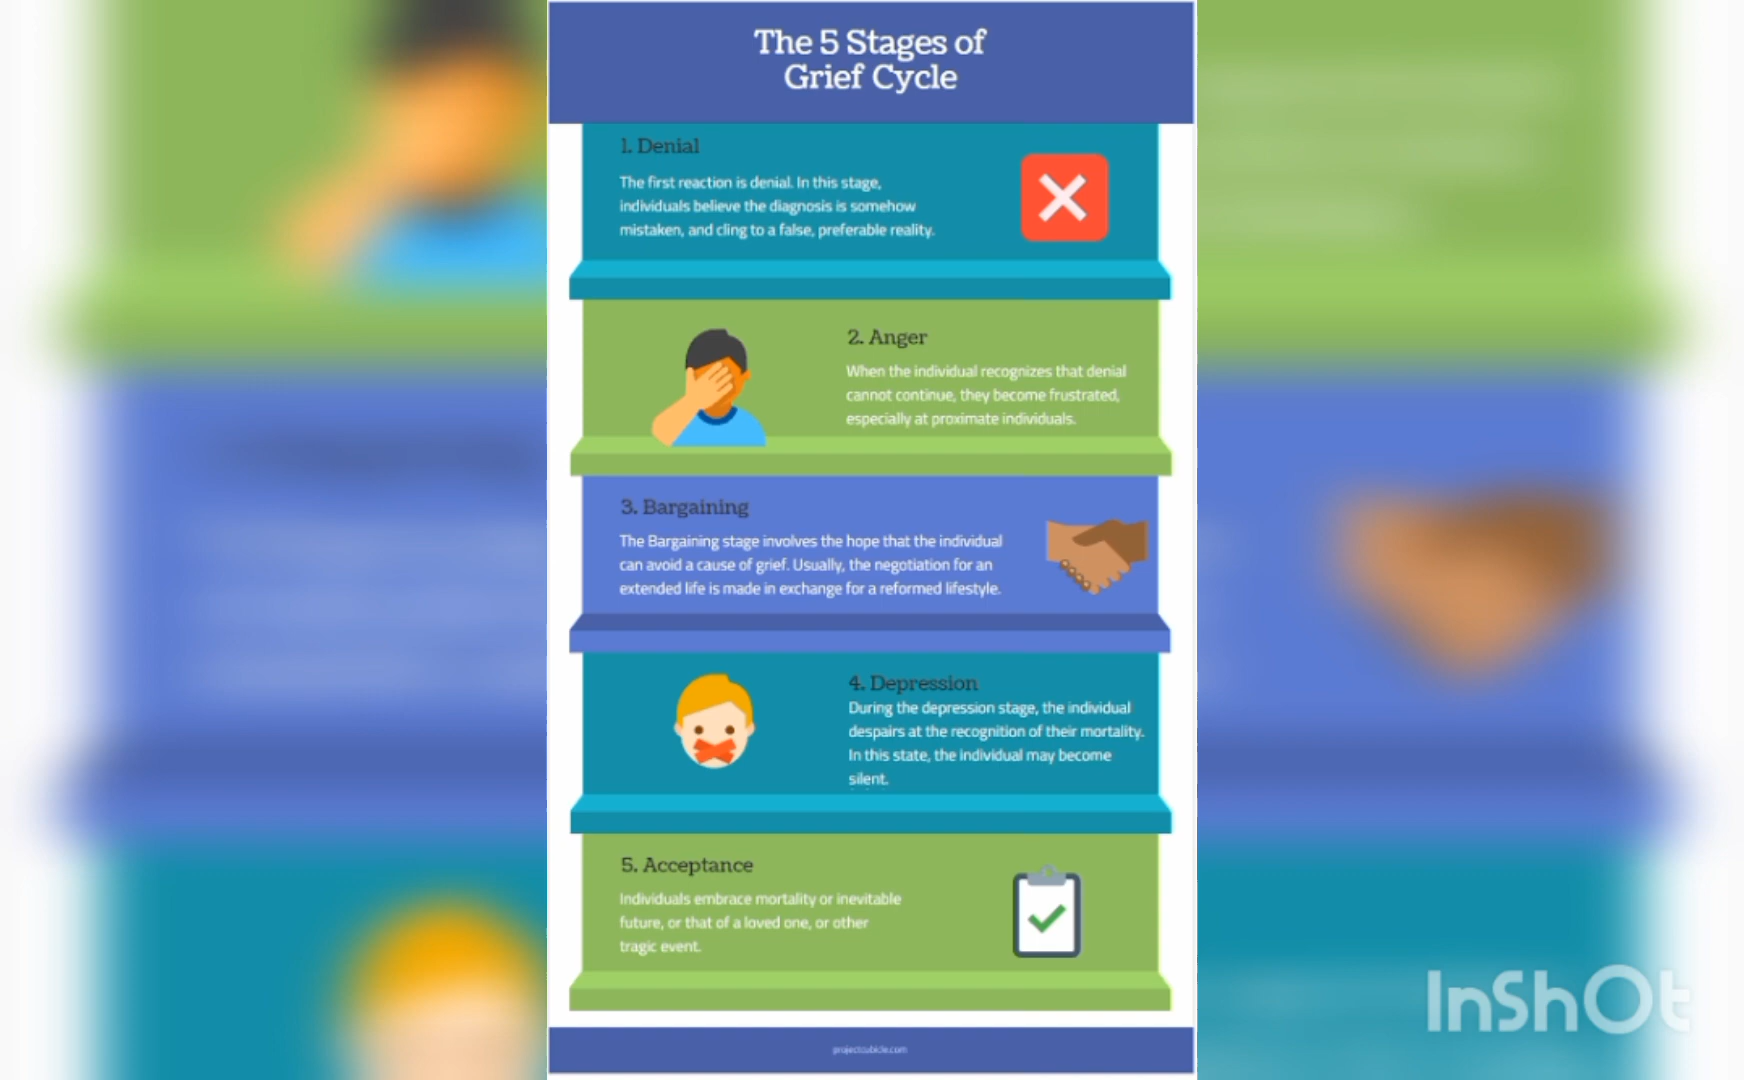 The 5 Stages of
Grief Cycle
1. Denial
The first reaction is denial. In this stage,
individuals believe the diagnosis is somehow
mistaken, and cling to a false, preferable reality.
2. Anger
When the individual recognizes that denial
cannot continue, they become frustrated,
especially at proximate individuals.
3. Bargaining
The Bargaining stage involves the hope that the individual
can avoid a cause of grief. Usually, the negotiation for an
extended life is made in exchange for a reformed lifestyle.
4. Depression
During the depression stage, the individual
despairs at the recognition of their mortality.
In this state, the individual may become
silent.
5. Acceptance
Individuals embrace mortality or inevitable
future, or that of a loved one, or other
tragic event.
projectcubicle.com
InShOt